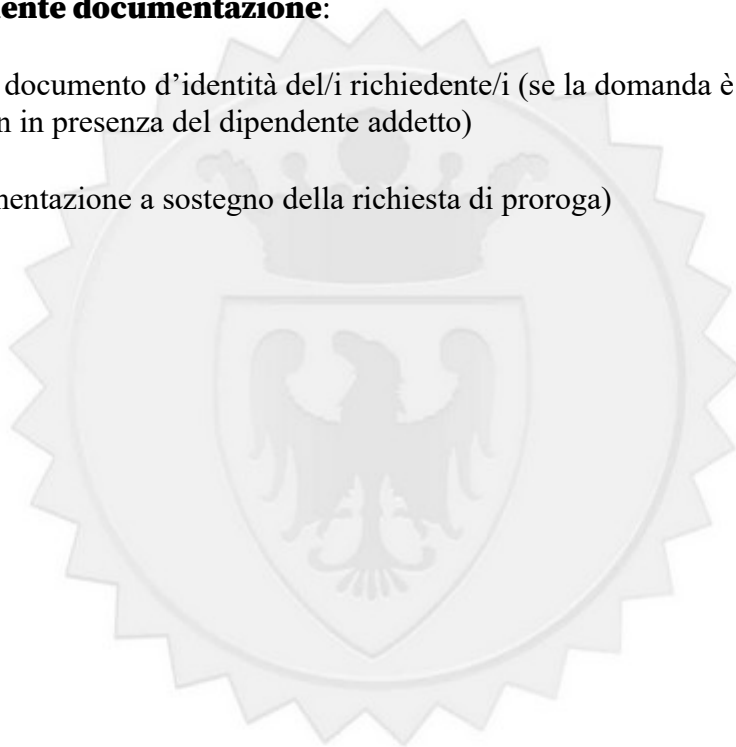 ente documentazione:
documento d’identità del/i richiedente/i (se la domanda è
n in presenza del dipendente addetto)
mentazione a sostegno della richiesta di proroga)